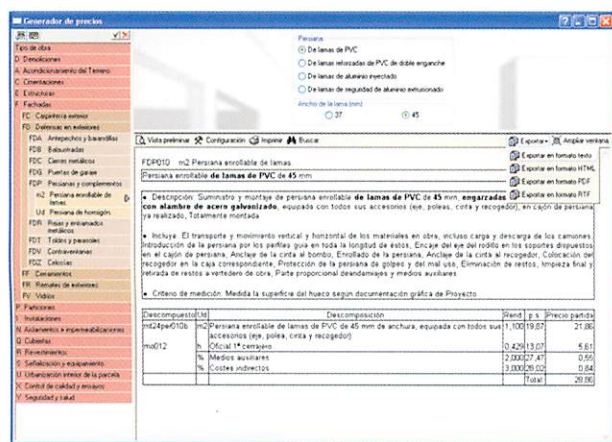 Generador de precios
Tipo de obra
D Demoliciones
A Acondicionamiento del Terreno
C Cimentaciones
E Estructuras
F Fachadas
FC Carpintería exterior
FD Defensas en exteriores
FDA Antepechos y barandillas
FDB Balaustradas
FDC Cierres metálicos
FDG Puertas de garaje
FDP Persianas y complementos
m2 Persiana enrollable de lamas.
Ud Persiana de hormigón.
FDR Rejas y entramados metálicos
FDT Toldos y parasoles
FDV Contraventanas
FDZ Celosías
FF Cerramientos
FR Remates de exteriores
FV Vidrios
P Particiones
I Instalaciones
N Aislamientos e impermeabilizaciones
Q Cubiertas
R Revestimientos
S Señalización y equipamiento
U Urbanización interior de la parcela
X Control de calidad y ensayos
Y Seguridad y salud
Persiana
De lamas de PVC
De lamas reforzadas de PVC de doble enganche
De lamas de aluminio inyectado
De lamas de seguridad de aluminio extrusionado
Ancho de la lama (mm)
37 45
Vista preliminar Configuración Imprimir Buscar Exportar Ampliar ventana
Exportar en formato texto
Exportar en formato HTML
Exportar en formato PDF
Exportar en formato RTF
FDP010 m2 Persiana enrollable de lamas.
Persiana enrollable de lamas de PVC de 45 mm
• Descripción: Suministro y montaje de persiana enrollable de lamas de PVC de 45 mm, engarzadas con alambre de acero galvanizado, equipada con todos sus accesorios (eje, poleas, cinta y recogedor), en cajón de persiana ya realizado, Totalmente montada.
• Incluye: El transporte y movimiento vertical y horizontal de los materiales en obra, incluso carga y descarga de los camiones. Introducción de la persiana por los perfiles guía en toda la longitud de éstos, Encaje del eje del rodillo en los soportes dispuestos en el cajón de persiana, Anclaje de la cinta al bombo, Enrollado de la persiana, Anclaje de la cinta al recogedor, Colocación del recogedor en la caja correspondiente, Protección de la persiana de golpes y del mal uso, Eliminación de restos, limpieza final y retirada de restos a vertedero de obra, Parte proporcional deandamiajes y medios auxiliares.
• Criterio de medición: Medida la superficie del hueco según documentación gráfica de Proyecto.
Descompuesto Ud Descomposición Rend. p.s. Precio partida
mt24per010b m2 Persiana enrollable de lamas de PVC de 45 mm de anchura, equipada con todos sus accesorios (eje, polea, cinta y recogedor). 1,100 19,87 21,86
mo012 h Oficial 1ª cerrajero. 0,429 13,07 5,61
% Medios auxiliares 2,000 27,47 0,55
% Costes indirectos 3,000 28,02 0,84
Total: 28,86